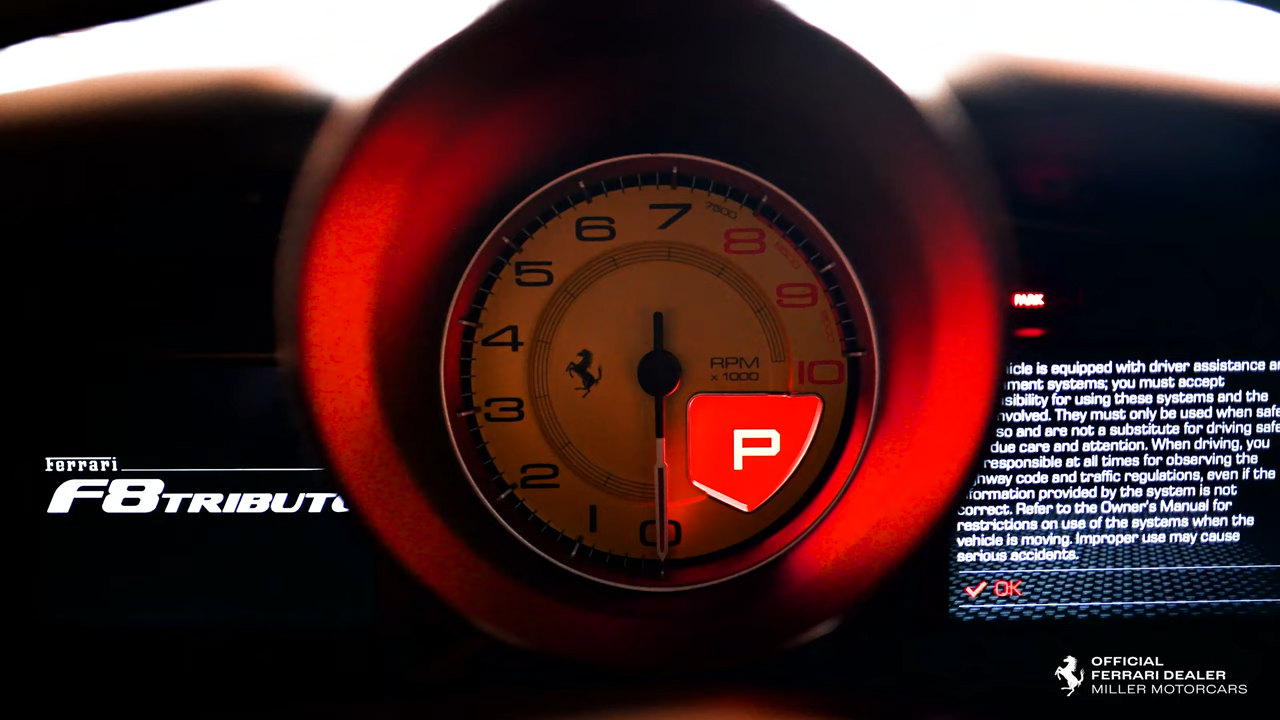 Ferrari
F8 TRIBUTO
7
7500
6
8
5
9
4
RPM
x 1000
10
3
P
2
1
0
PARK
icle is equipped with driver assistance an
ment systems; you must accept
sibility for using these systems and the
nvolved. They must only be used when safe
so and are not a substitute for driving safe
due care and attention. When driving, you
responsible at all times for observing the
hway code and traffic regulations, even if the
formation provided by the system is not
correct. Refer to the Owner's Manual for
restrictions on use of the systems when the
vehicle is moving. Improper use may cause
serious accidents.
OK
OFFICIAL
FERRARI DEALER
MILLER MOTORCARS